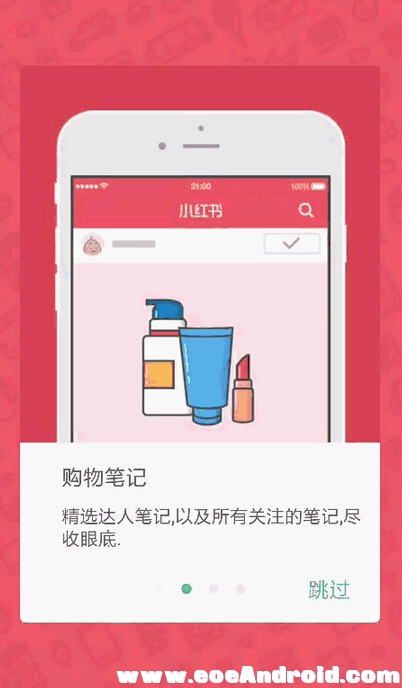 21:00
100%
小红书
购物笔记
精选达人笔记,以及所有关注的笔记,尽
收眼底.
跳过
www.eoeAndroid.com